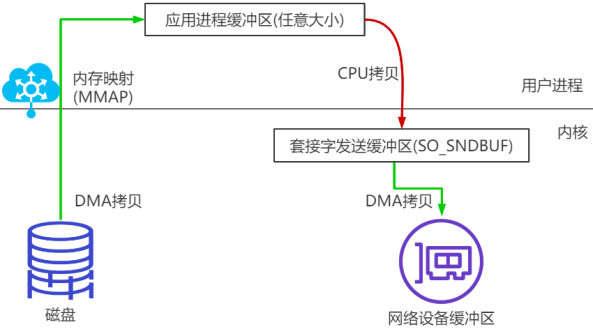 应用进程缓冲区(任意大小)
内存映射
(MMAP)
CPU拷贝
用户进程
内核
套接字发送缓冲区(SO_SNDBUF)
DMA拷贝
DMA拷贝
磁盘
网络设备缓冲区